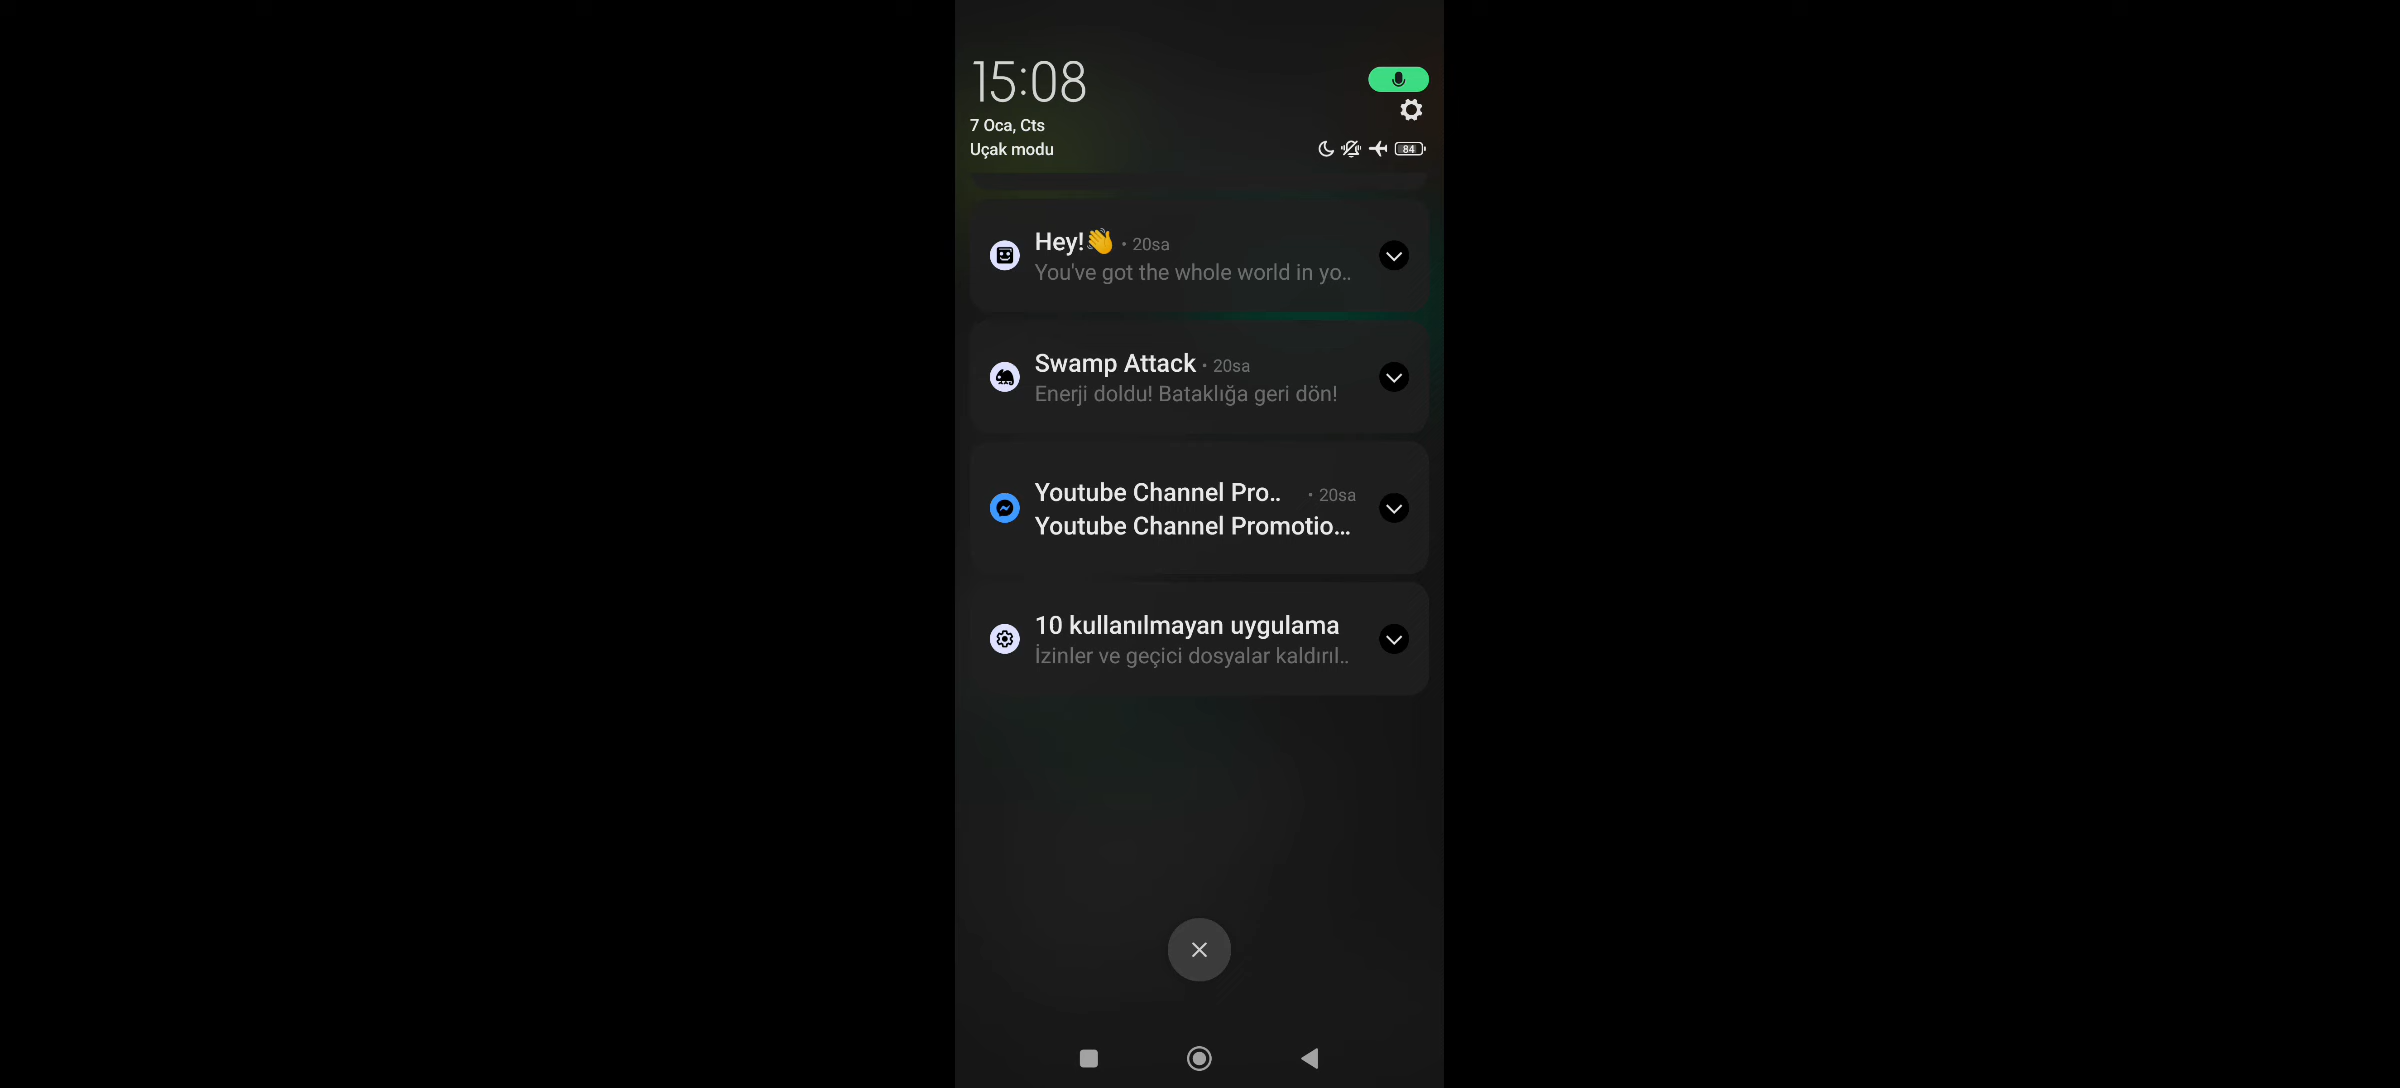 15:08
7 Oca, Cts
Uçak modu
84
Hey!👋 • 20sa
You've got the whole world in yo..
Swamp Attack • 20sa
Enerji doldu! Bataklığa geri dön!
Youtube Channel Pro.. • 20sa
Youtube Channel Promotio...
10 kullanılmayan uygulama
İzinler ve geçici dosyalar kaldırıl..